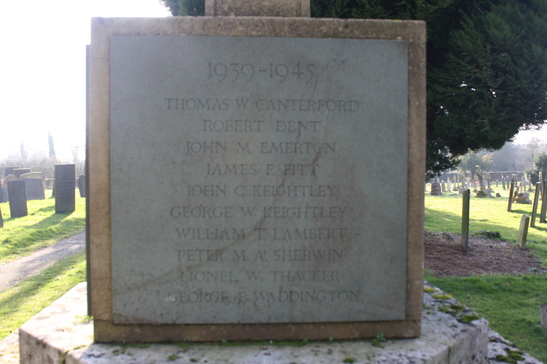 1939-1945
THOMAS W. CANTERFORD
ROBERT DENT
JOHN M. EMERTON
JAMES F. FITT
JOHN C. KEIGHTLEY
GEORGE W. KEIGHTLEY
WILLIAM T. LAMBERT
PETER M. A. SHERWIN
LIONEL W. THACKER
GEORGE F. WADDINGTON